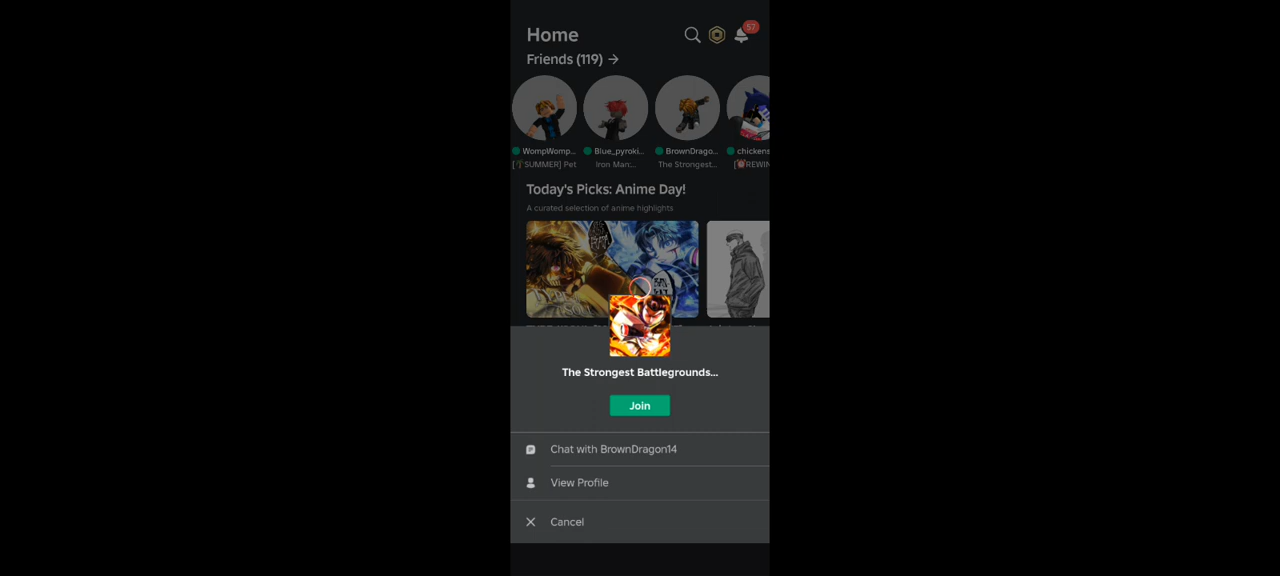 Home
57
Friends (119) →
WompWomp... Blue_pyroki... BrownDrago... chickens
[🌴SUMMER] Pet Iron Man:... The Strongest... [⏰REWIN
Today's Picks: Anime Day!
A curated selection of anime highlights
The Strongest Battlegrounds...
Join
Chat with BrownDragon14
View Profile
Cancel